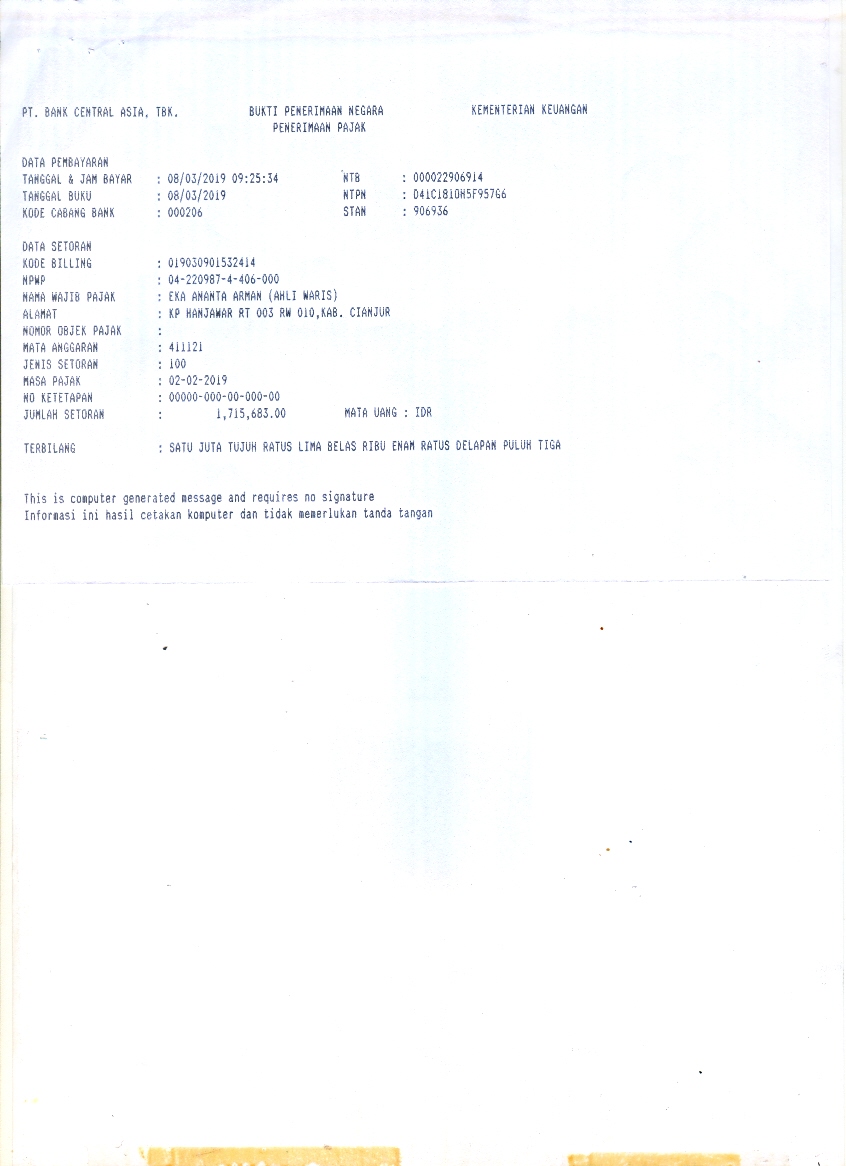 PT. BANK CENTRAL ASIA, TBK. BUKTI PENERIMAAN NEGARA KEMENTERIAN KEUANGAN
PENERIMAAN PAJAK
DATA PEMBAYARAN
TANGGAL & JAM BAYAR : 08/03/2019 09:25:34 NTB : 000022906914
TANGGAL BUKU : 08/03/2019 NTPN : D41C1810H5F957G6
KODE CABANG BANK : 000206 STAN : 906936
DATA SETORAN
KODE BILLING : 019030901532414
NPWP : 04-220987-4-406-000
NAMA WAJIB PAJAK : EKA ANANTA ARMAN (AHLI WARIS)
ALAMAT : KP HANJAWAR RT 003 RW 010,KAB. CIANJUR
NOMOR OBJEK PAJAK :
MATA ANGGARAN : 411121
JENIS SETORAN : 100
MASA PAJAK : 02-02-2019
NO KETETAPAN : 00000-000-00-000-00
JUMLAH SETORAN : 1,715,683.00 MATA UANG : IDR
TERBILANG : SATU JUTA TUJUH RATUS LIMA BELAS RIBU ENAM RATUS DELAPAN PULUH TIGA
This is computer generated message and requires no signature
Informasi ini hasil cetakan komputer dan tidak memerlukan tanda tangan